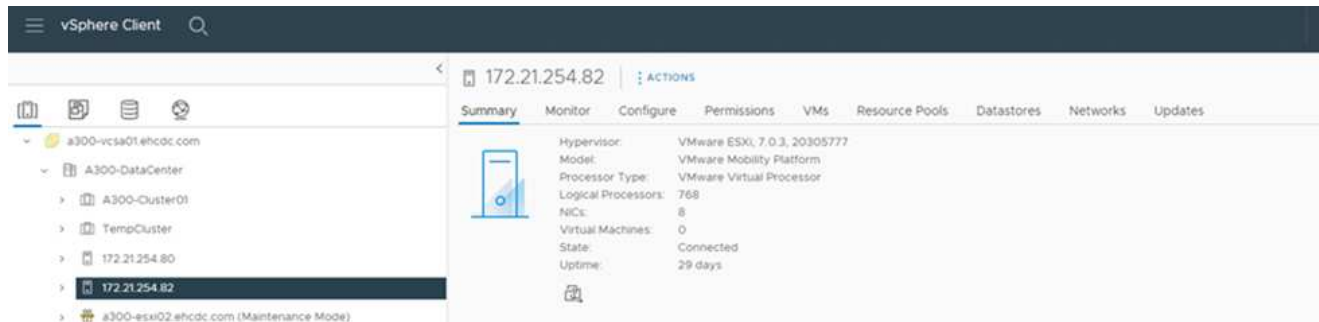 vSphere Client
<
172.21.254.82
ACTIONS
Summary Monitor Configure Permissions VMs Resource Pools Datastores Networks Updates
a300-vcsa01.ehcdc.com
A300-DataCenter
A300-Cluster01
TempCluster
172.21.254.80
172.21.254.82
a300-esxi02.ehcdc.com (Maintenance Mode)
Hypervisor: VMware ESXi, 7.0.3, 20305777
Model: VMware Mobility Platform
Processor Type: VMware Virtual Processor
Logical Processors: 768
NICs: 8
Virtual Machines: 0
State: Connected
Uptime: 29 days